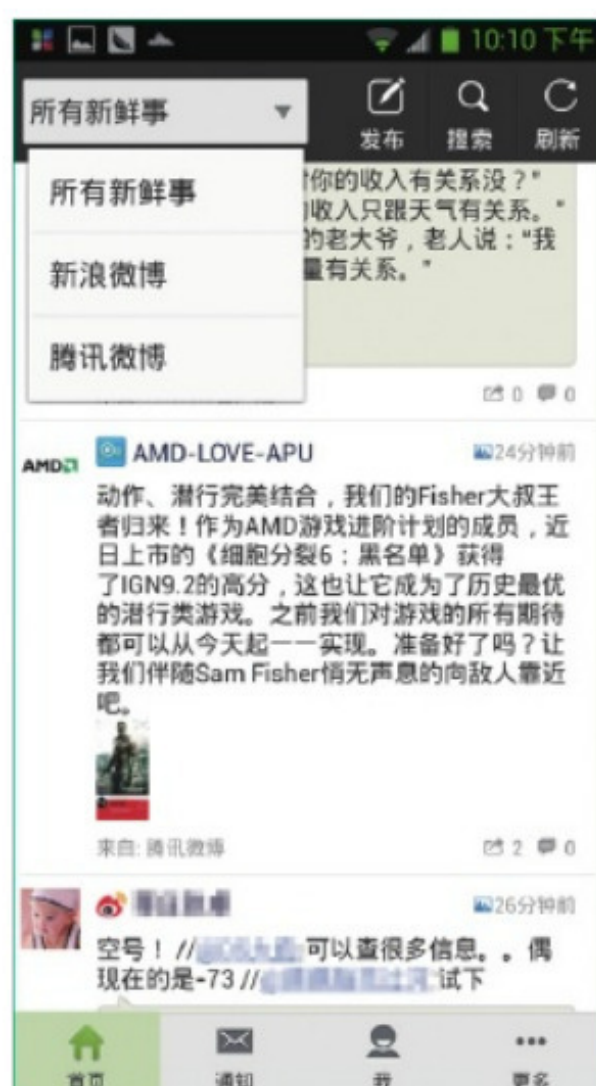 10:10 下午
所有新鲜事
发布 搜索 刷新
所有新鲜事
新浪微博
腾讯微博
你的收入有关系没？"
收入只跟天气有关系。"
的老大爷，老人说："我
量有关系。"
0 0
AMD AMD-LOVE-APU 24分钟前
动作、潜行完美结合，我们的Fisher大叔王
者归来！作为AMD游戏进阶计划的成员，近
日上市的《细胞分裂6：黑名单》获得
了IGN9.2的高分，这也让它成为了历史最优
的潜行类游戏。之前我们对游戏的所有期待
都可以从今天起一一实现。准备好了吗？让
我们伴随Sam Fisher悄无声息的向敌人靠近
吧。
来自: 腾讯微博 2 0
26分钟前
空号！ // 可以查很多信息。。偶
现在的是-73 // 试下
首页 通知 我 更多